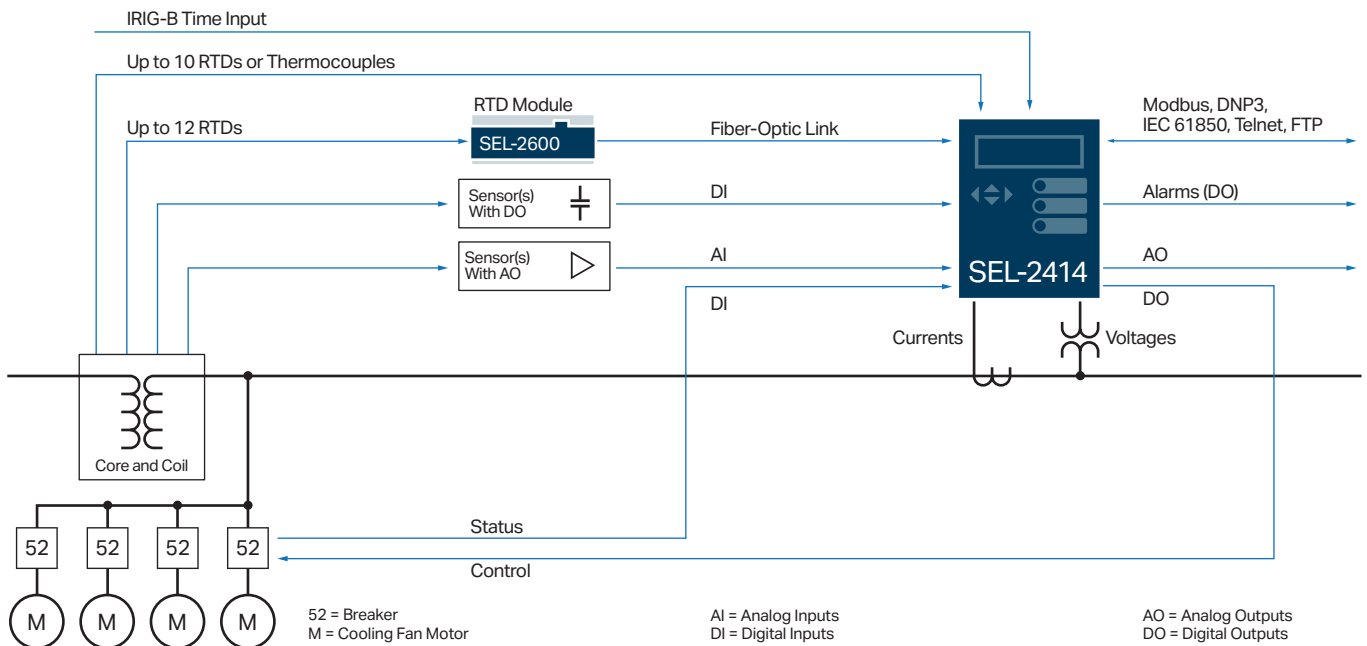 IRIG-B Time Input
Up to 10 RTDs or Thermocouples
Up to 12 RTDs
RTD Module
SEL-2600
Fiber-Optic Link
Modbus, DNP3,
IEC 61850, Telnet, FTP
Sensor(s)
With DO
DI
Alarms (DO)
Sensor(s)
With AO
AI
SEL-2414
AO
DI
DO
Currents
Voltages
Core and Coil
Status
52
52
52
52
Control
M
M
M
M
52 = Breaker
M = Cooling Fan Motor
AI = Analog Inputs
DI = Digital Inputs
AO = Analog Outputs
DO = Digital Outputs